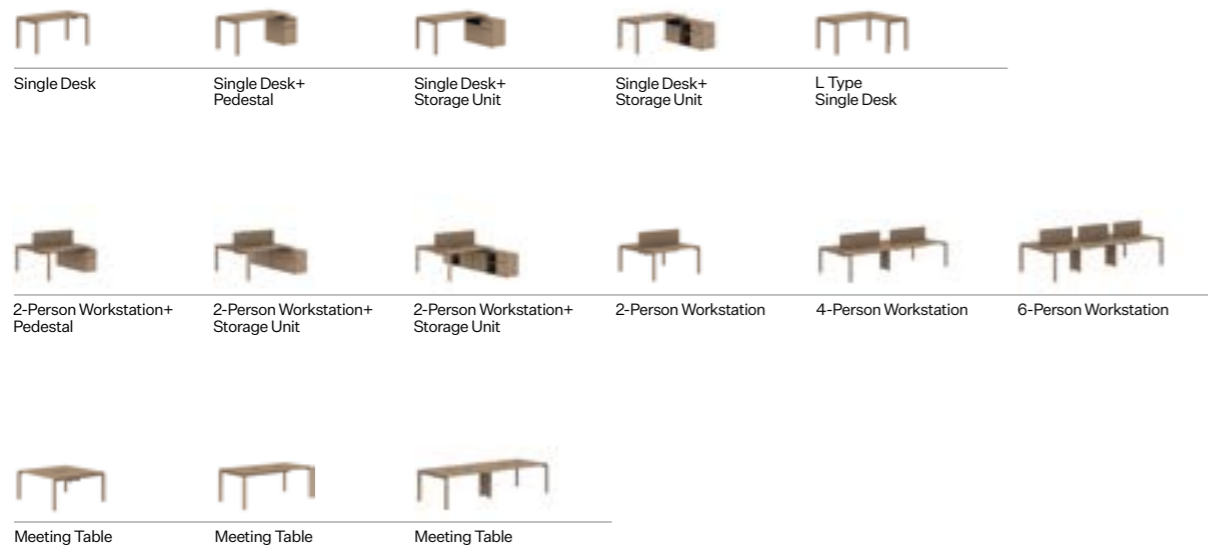 Single Desk
Single Desk+
Pedestal
Single Desk+
Storage Unit
Single Desk+
Storage Unit
L Type
Single Desk
2-Person Workstation+
Pedestal
2-Person Workstation+
Storage Unit
2-Person Workstation+
Storage Unit
2-Person Workstation
4-Person Workstation
6-Person Workstation
Meeting Table
Meeting Table
Meeting Table